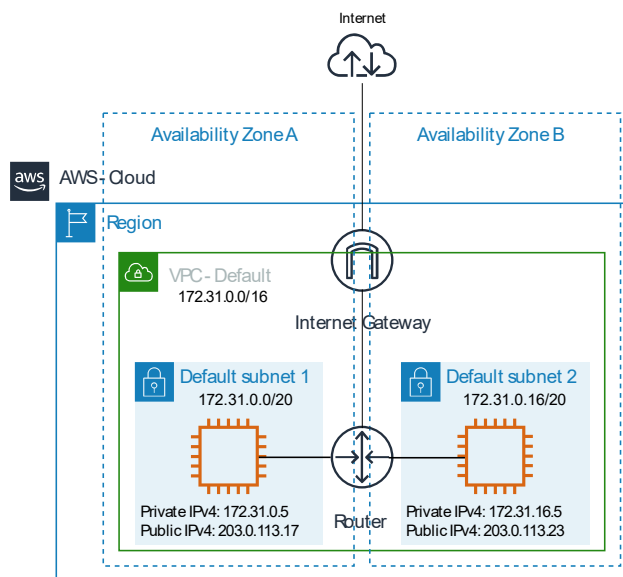 Internet
Availability Zone A
Availability Zone B
aws
AWS-Cloud
Region
VPC-Default
172.31.0.0/16
Internet Gateway
Default subnet 1
172.31.0.0/20
Default subnet 2
172.31.0.16/20
Private IPv4: 172.31.0.5
Public IPv4: 203.0.113.17
Router
Private IPv4: 172.31.16.5
Public IPv4: 203.0.113.23